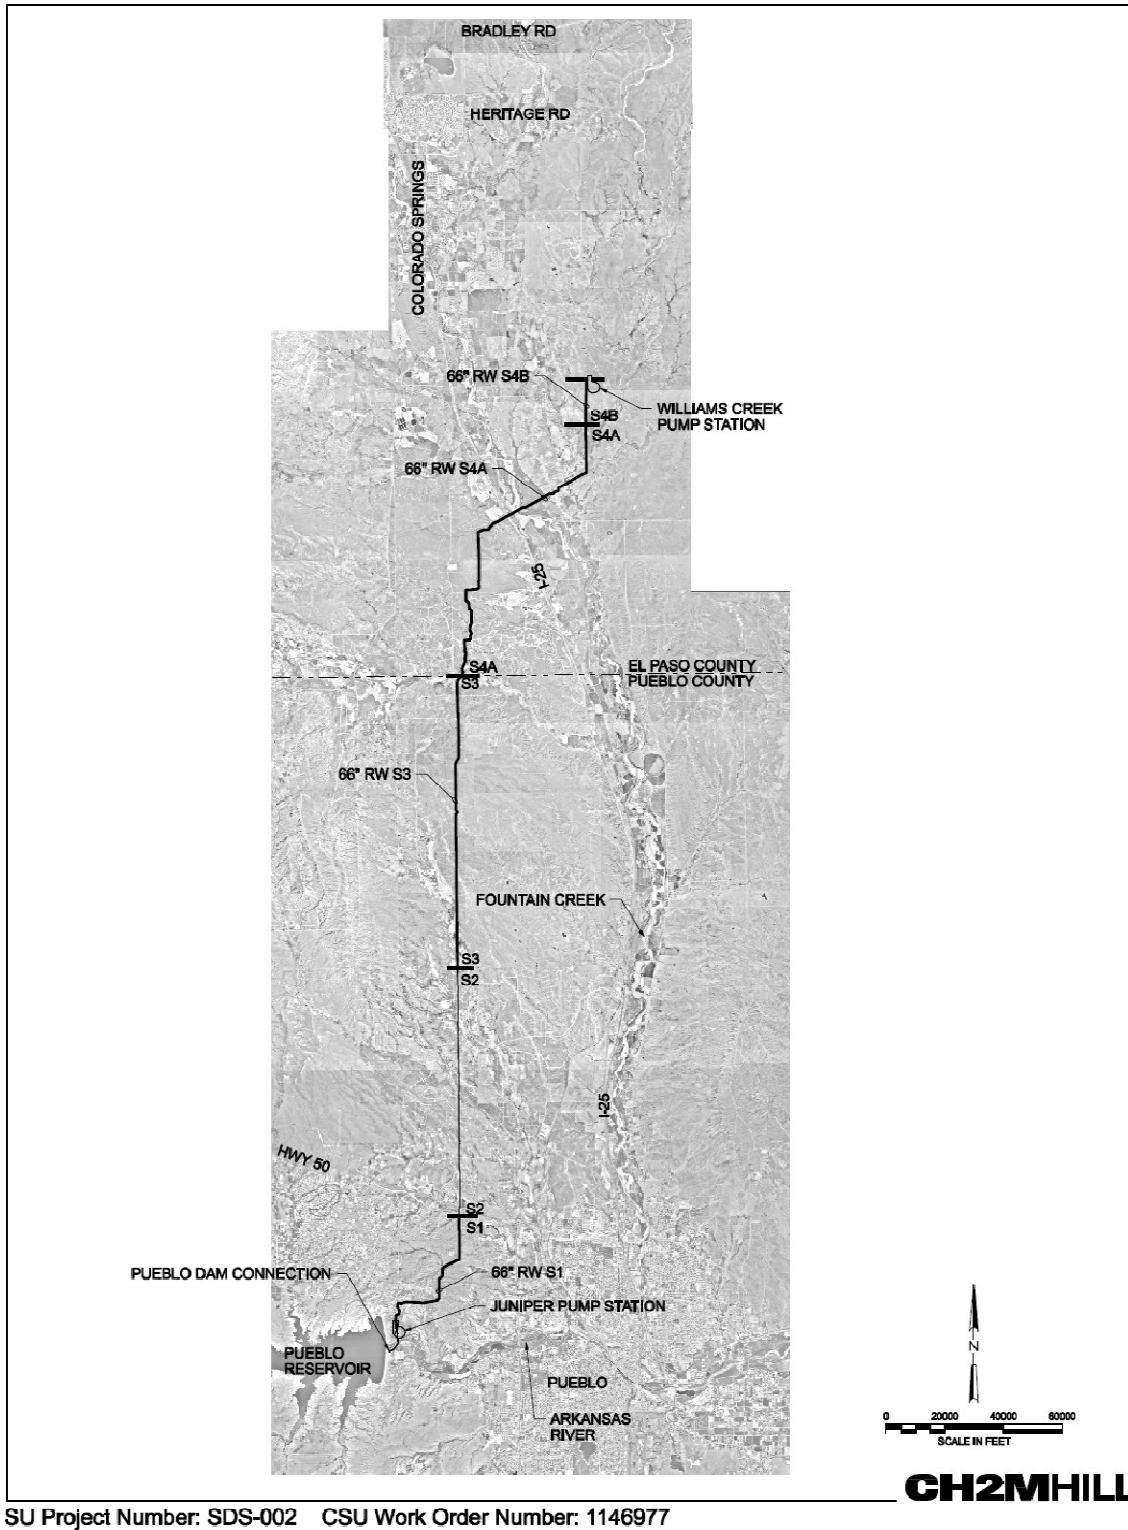 BRADLEY RD
HERITAGE RD
COLORADO SPRINGS
66" RW S4B
WILLIAMS CREEK
PUMP STATION
S4B
S4A
66" RW S4A
I-25
S4A
S3
EL PASO COUNTY
PUEBLO COUNTY
66" RW S3
FOUNTAIN CREEK
S3
S2
I-25
HWY 50
S2
S1
PUEBLO DAM CONNECTION
66" RW S1
JUNIPER PUMP STATION
PUEBLO
RESERVOIR
N
PUEBLO
ARKANSAS
RIVER
0 20000 40000 60000
SCALE IN FEET
CH2MHILL
SU Project Number: SDS-002 CSU Work Order Number: 1146977